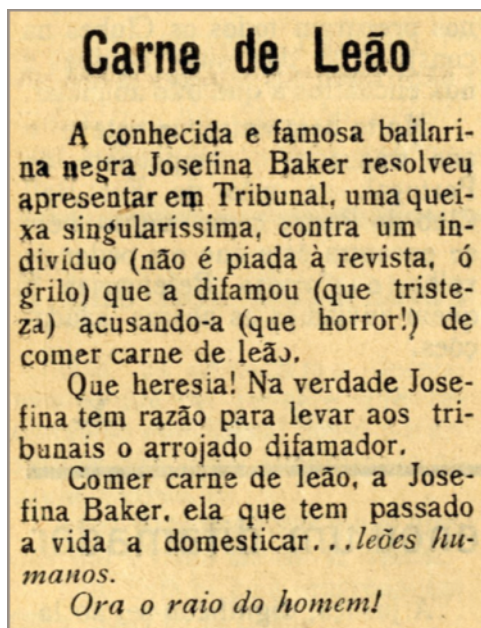 Carne de Leão
A conhecida e famosa bailari-
na negra Josefina Baker resolveu
apresentar em Tribunal, uma quei-
xa singularissima, contra um in-
divíduo (não é piada à revista, ó
grilo) que a difamou (que triste-
za) acusando-a (que horror!) de
comer carne de leão.
Que heresia! Na verdade Jose-
fina tem razão para levar aos tri-
bunais o arrojado difamador.
Comer carne de leão, a Jose-
fina Baker, ela que tem passado
a vida a domesticar...leões hu-
manos.
Ora o raio do homem!